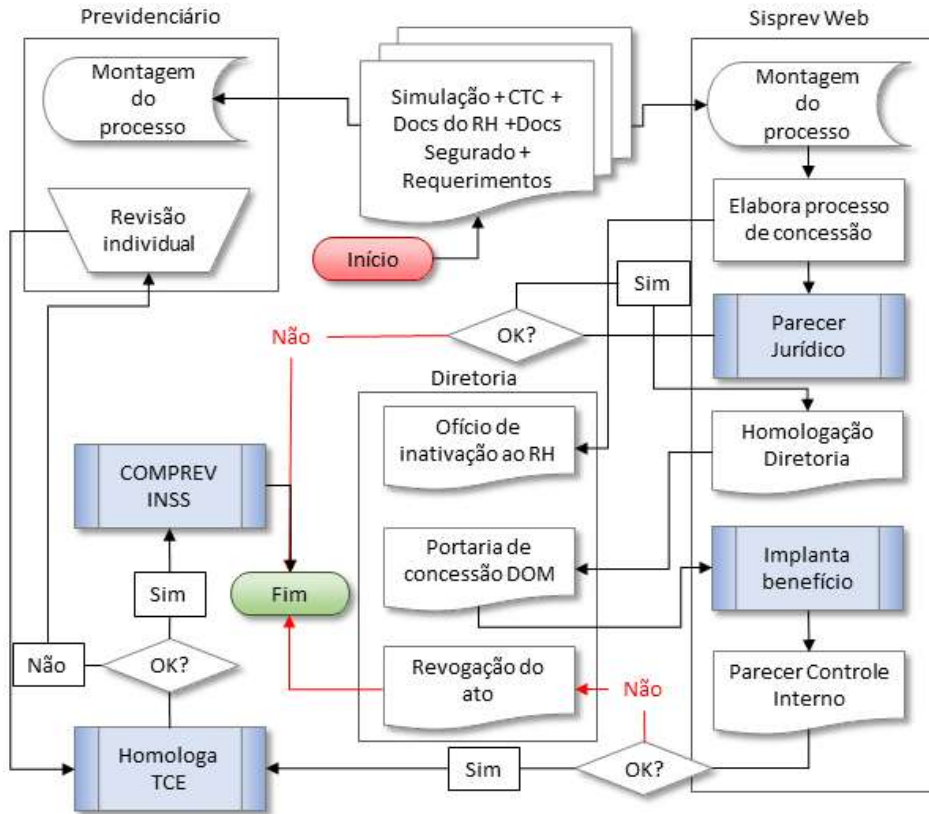 Previdenciário
Sisprev Web
Montagem
do
processo
Simulação + CTC +
Docs do RH +Docs
Segurado +
Requerimentos
Montagem
do
processo
Revisão
individual
Elabora processo
de concessão
Início
Sim
Não
OK?
Parecer
Jurídico
Diretoria
Ofício de
inativação ao RH
Homologação
Diretoria
COMPREV
INSS
Portaria de
concessão DOM
Implanta
benefício
Sim
Fim
Não
OK?
Revogação do
ato
Não
Parecer Controle
Interno
Homologa
TCE
Sim
OK?